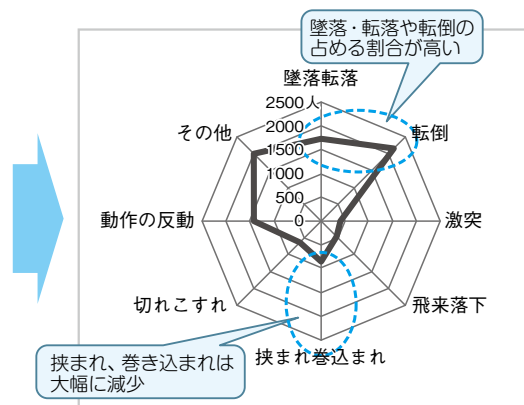 墜落・転落や転倒の
占める割合が高い
墜落転落
2500人
2000
1500
1000
500
0
転倒
激突
飛来落下
挟まれ巻込まれ
切れこすれ
動作の反動
その他
挟まれ、巻き込まれは
大幅に減少